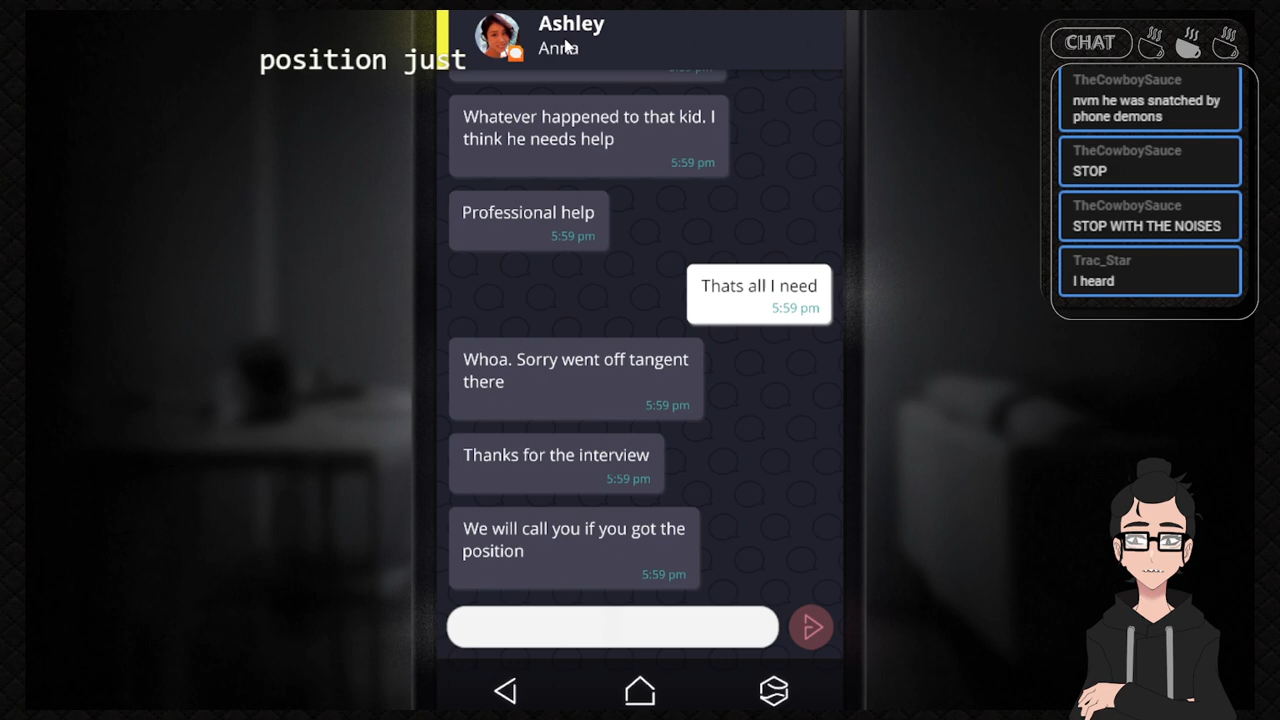 position just
Ashley
Anna
5:59 pm
Whatever happened to that kid. I
think he needs help
5:59 pm
Professional help
5:59 pm
Thats all I need
5:59 pm
Whoa. Sorry went off tangent
there
5:59 pm
Thanks for the interview
5:59 pm
We will call you if you got the
position
5:59 pm
CHAT
TheCowboySauce
nvm he was snatched by
phone demons
TheCowboySauce
STOP
TheCowboySauce
STOP WITH THE NOISES
Trac_Star
I heard